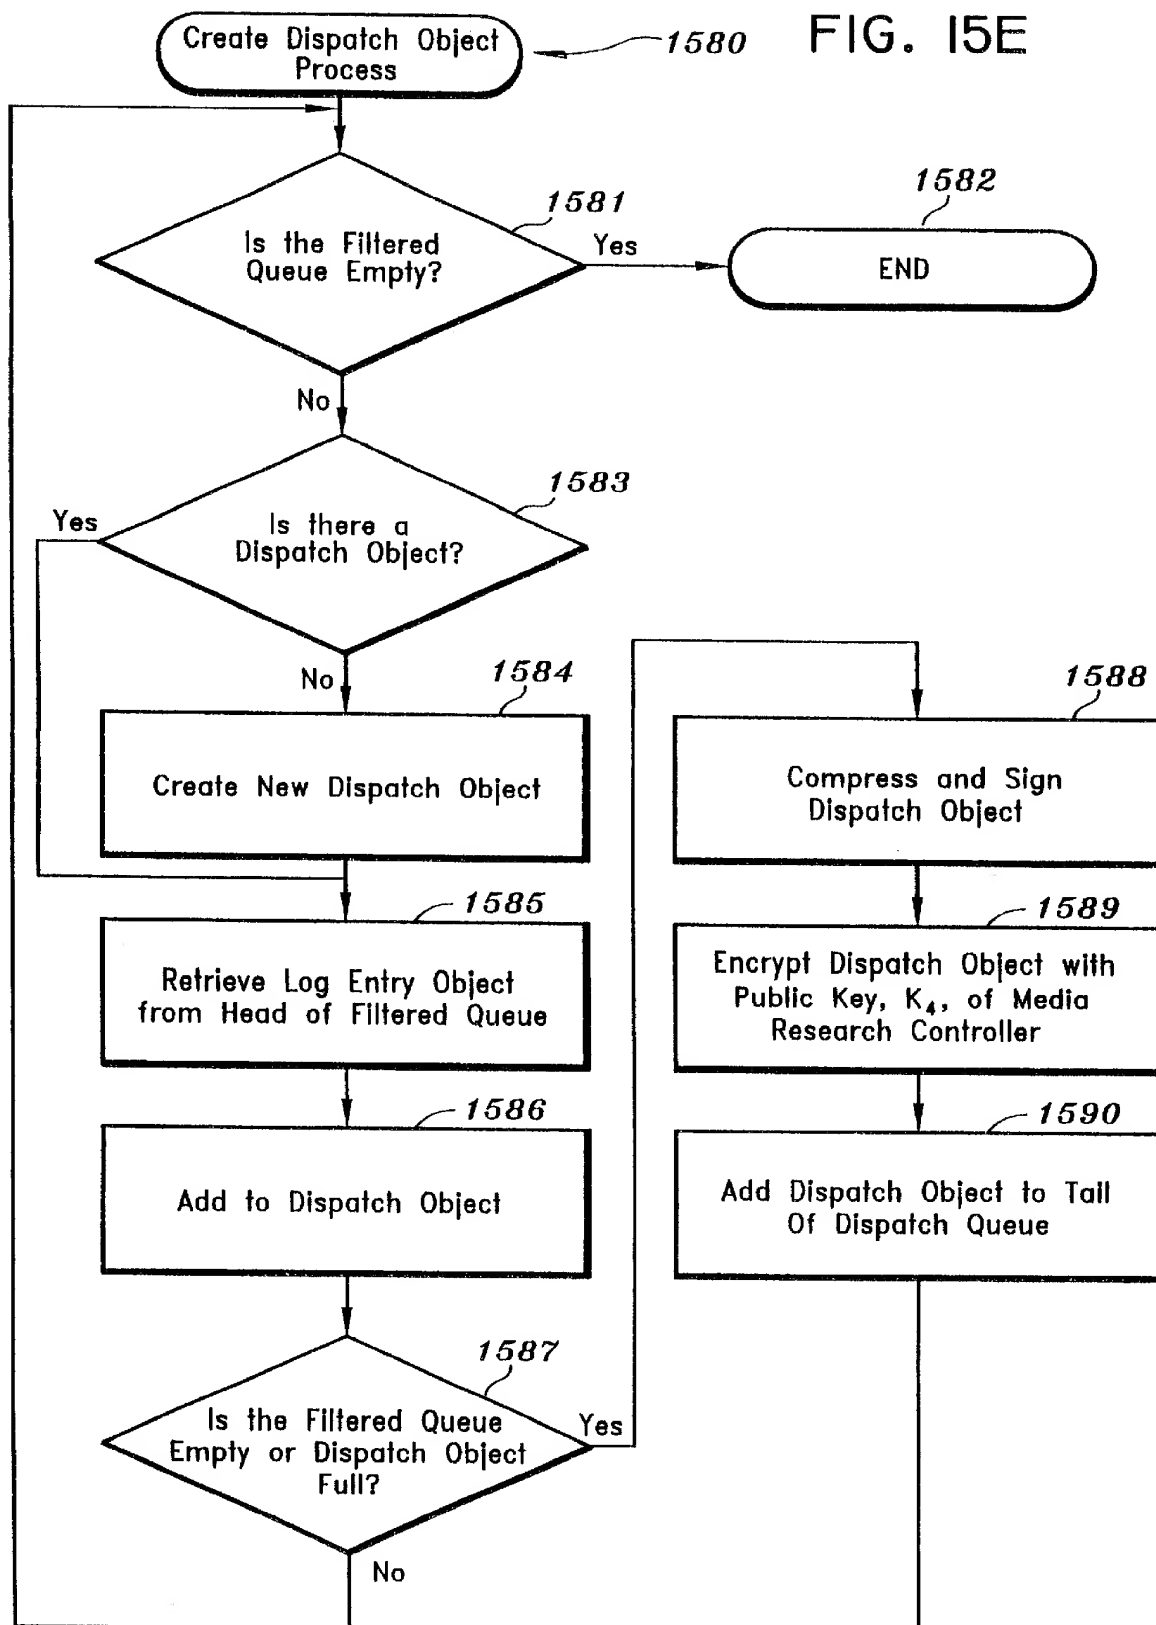 FIG. 15E
Create Dispatch Object
Process
1580
1581
Is the Filtered
Queue Empty?
Yes
1582
END
No
1583
Is there a
Dispatch Object?
Yes
No
1584
Create New Dispatch Object
1585
Retrieve Log Entry Object
from Head of Filtered Queue
1586
Add to Dispatch Object
1587
Is the Filtered Queue
Empty or Dispatch Object
Full?
Yes
No
1588
Compress and Sign
Dispatch Object
1589
Encrypt Dispatch Object with
Public Key, K₄, of Media
Research Controller
1590
Add Dispatch Object to Tail
Of Dispatch Queue